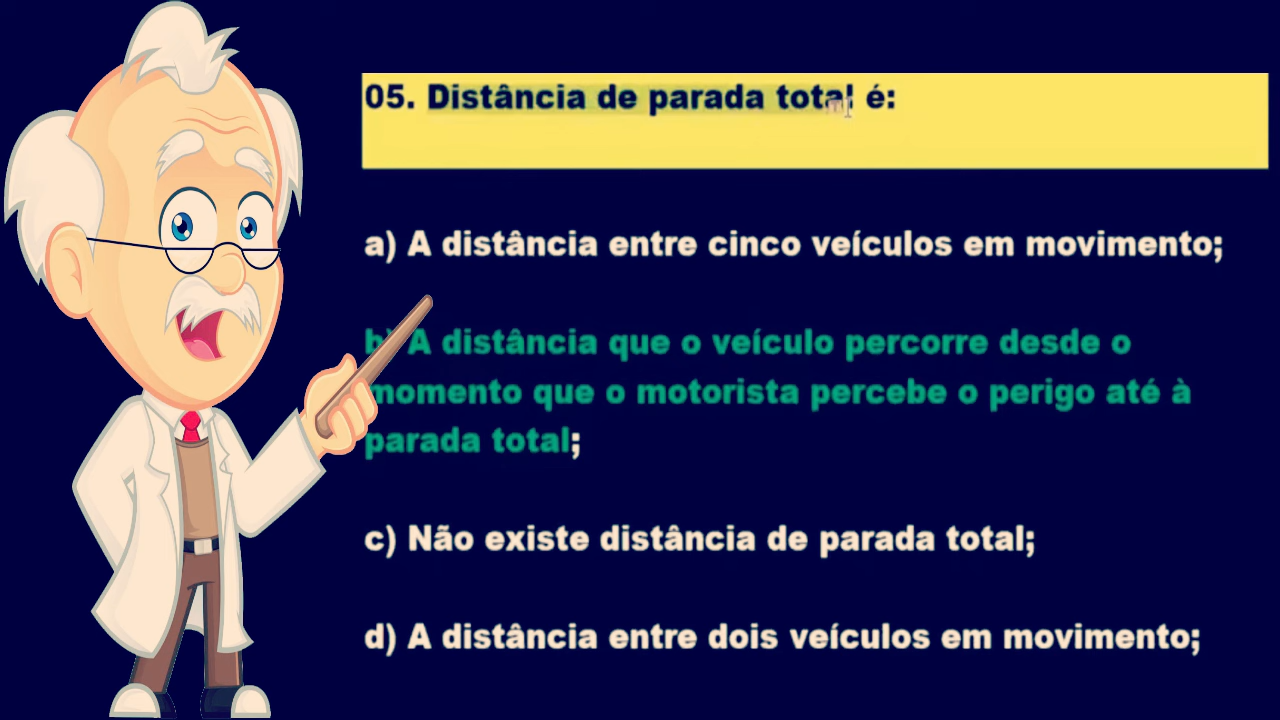 05. Distância de parada total é:
a) A distância entre cinco veículos em movimento;
b) A distância que o veículo percorre desde o
momento que o motorista percebe o perigo até à
parada total;
c) Não existe distância de parada total;
d) A distância entre dois veículos em movimento;